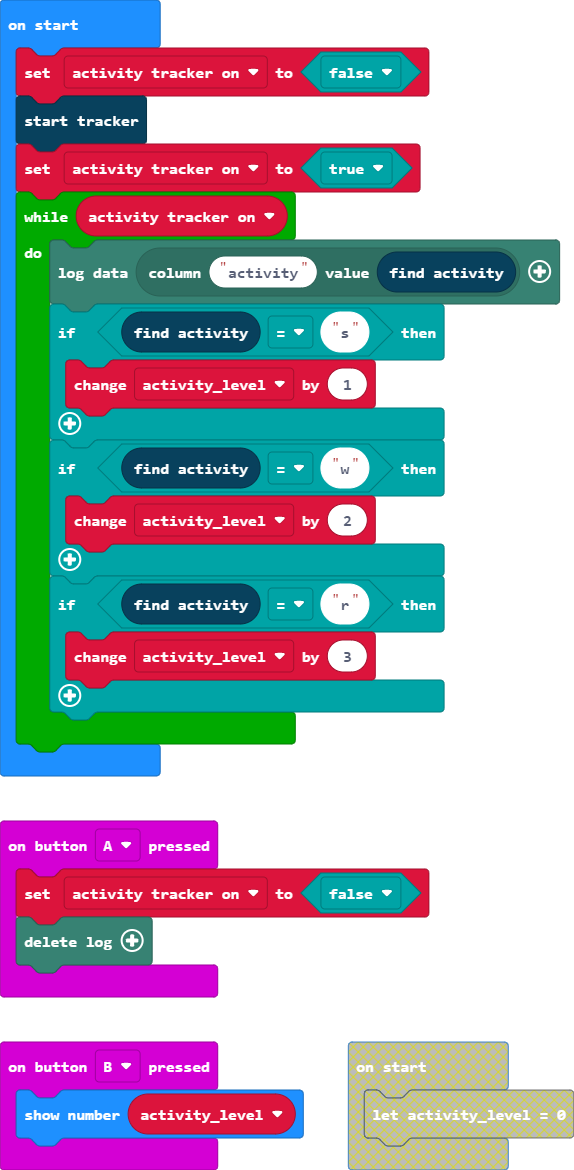 on start
set activity tracker on to false
start tracker
set activity tracker on to true
while activity tracker on
do
log data column "activity" value find activity
if find activity = "s" then
change activity_level by 1
if find activity = "w" then
change activity_level by 2
if find activity = "r" then
change activity_level by 3
on button A pressed
set activity tracker on to false
delete log
on button B pressed
show number activity_level
on start
let activity_level = 0